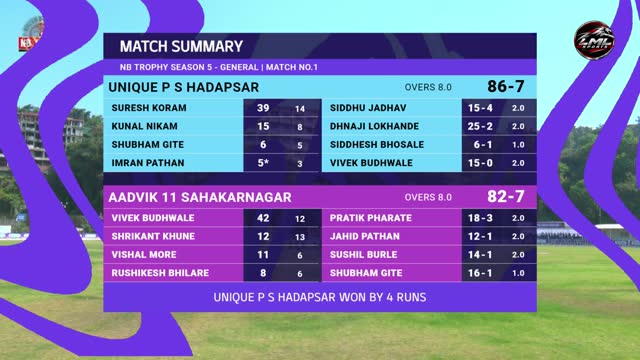 NB
LML
SPORTS
MATCH SUMMARY
NB TROPHY SEASON 5 - GENERAL | MATCH NO.1
UNIQUE P S HADAPSAR OVERS 8.0 86-7
SURESH KORAM 39 14 SIDDHU JADHAV 15-4 2.0
KUNAL NIKAM 15 8 DHNAJI LOKHANDE 25-2 2.0
SHUBHAM GITE 6 5 SIDDHESH BHOSALE 6-1 1.0
IMRAN PATHAN 5* 3 VIVEK BUDHWALE 15-0 2.0
AADVIK 11 SAHAKARNAGAR OVERS 8.0 82-7
VIVEK BUDHWALE 42 12 PRATIK PHARATE 18-3 2.0
SHRIKANT KHUNE 12 13 JAHID PATHAN 12-1 2.0
VISHAL MORE 11 6 SUSHIL BURLE 14-1 2.0
RUSHIKESH BHILARE 8 6 SHUBHAM GITE 16-1 1.0
UNIQUE P S HADAPSAR WON BY 4 RUNS